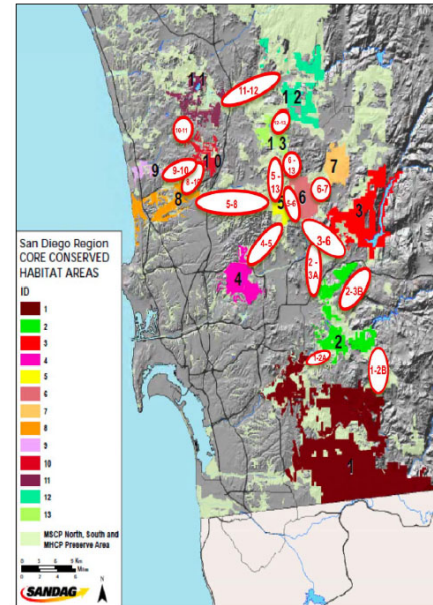 11
11-12
12
10-11
12-13
13
9
9-10
10
6 - 13
7
5 - 13
6
6-7
8
5-8
5
5-6
3
4-5
3-6
2 - 3A
4
2-3B
2
1-2A
1-2B
1
San Diego Region
CORE CONSERVED
HABITAT AREAS
ID
1
2
3
4
5
6
7
8
9
10
11
12
13
MSCP North, South and
MHCP Preserve Area
Km
Miles
SANDAG
N